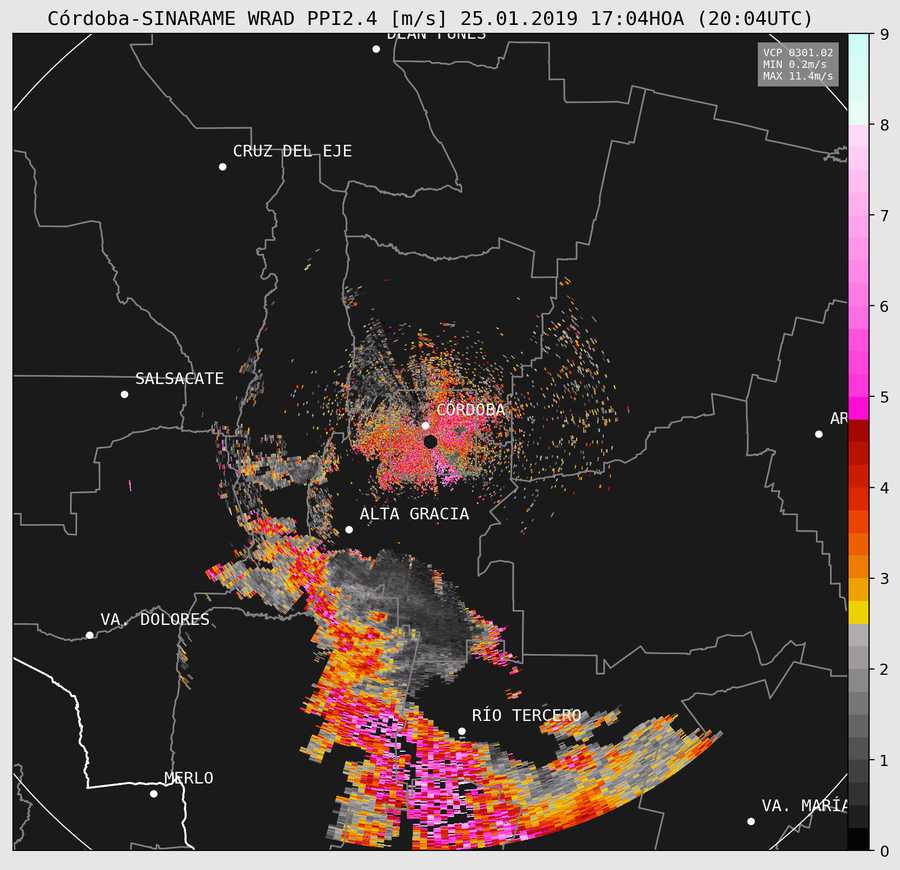 Córdoba-SINARAME WRAD PPI2.4 [m/s] 25.01.2019 17:04HOA (20:04UTC)
DEAN FUNES
VCP 0301.02
MIN 0.2m/s
MAX 11.4m/s
CRUZ DEL EJE
SALSACATE
CÓRDOBA
AR
ALTA GRACIA
VA. DOLORES
RÍO TERCERO
MERLO
VA. MARÍA
9
8
7
6
5
4
3
2
1
0